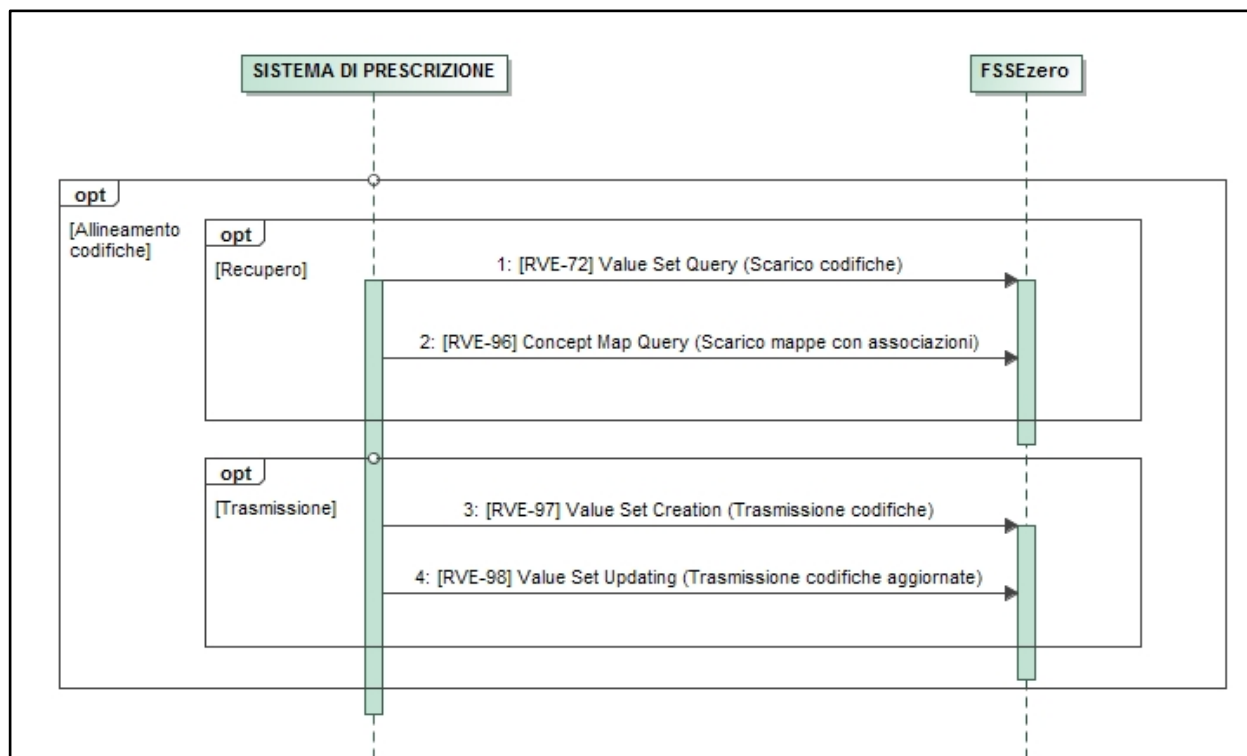 SISTEMA DI PRESCRIZIONE
FSSEzero
opt
[Allineamento
codifiche]
opt
[Recupero]
1: [RVE-72] Value Set Query (Scarico codifiche)
2: [RVE-96] Concept Map Query (Scarico mappe con associazioni)
opt
[Trasmissione]
3: [RVE-97] Value Set Creation (Trasmissione codifiche)
4: [RVE-98] Value Set Updating (Trasmissione codifiche aggiornate)